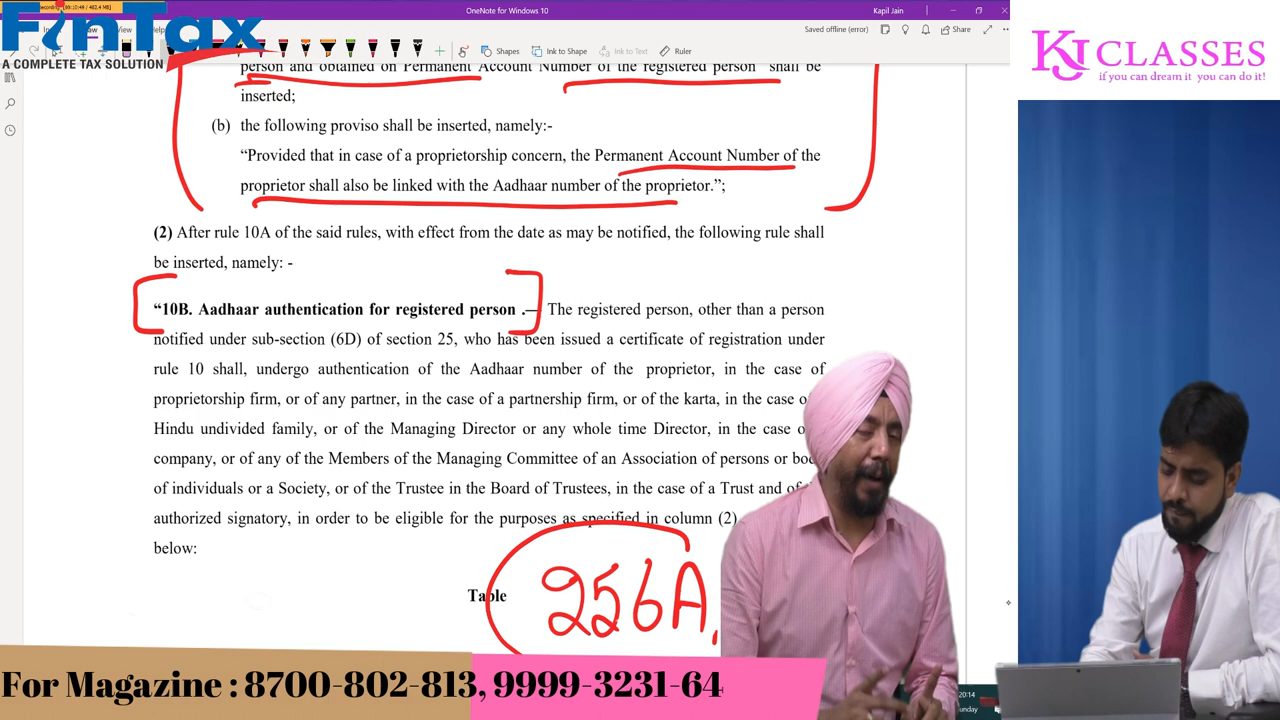 OneNote for Windows 10
Kapil Jain
FinTax
A COMPLETE TAX SOLUTION
Shapes
Ink to Shape
Ink to Text
Ruler
Saved offline (error)
Share
KJ CLASSES
if you can dream it you can do it!
person and obtained on Permanent Account Number of the registered person” shall be
inserted;
(b) the following proviso shall be inserted, namely:-
“Provided that in case of a proprietorship concern, the Permanent Account Number of the
proprietor shall also be linked with the Aadhaar number of the proprietor.”;
(2) After rule 10A of the said rules, with effect from the date as may be notified, the following rule shall
be inserted, namely: -
“10B. Aadhaar authentication for registered person .— The registered person, other than a person
notified under sub-section (6D) of section 25, who has been issued a certificate of registration under
rule 10 shall, undergo authentication of the Aadhaar number of the proprietor, in the case of
proprietorship firm, or of any partner, in the case of a partnership firm, or of the karta, in the case
Hindu undivided family, or of the Managing Director or any whole time Director, in the case
company, or of any of the Members of the Managing Committee of an Association of persons or
of individuals or a Society, or of the Trustee in the Board of Trustees, in the case of a Trust and
authorized signatory, in order to be eligible for the purposes as specified in column (2)
below:
Table
256A
20:14
For Magazine : 8700-802-813, 9999-3231-64